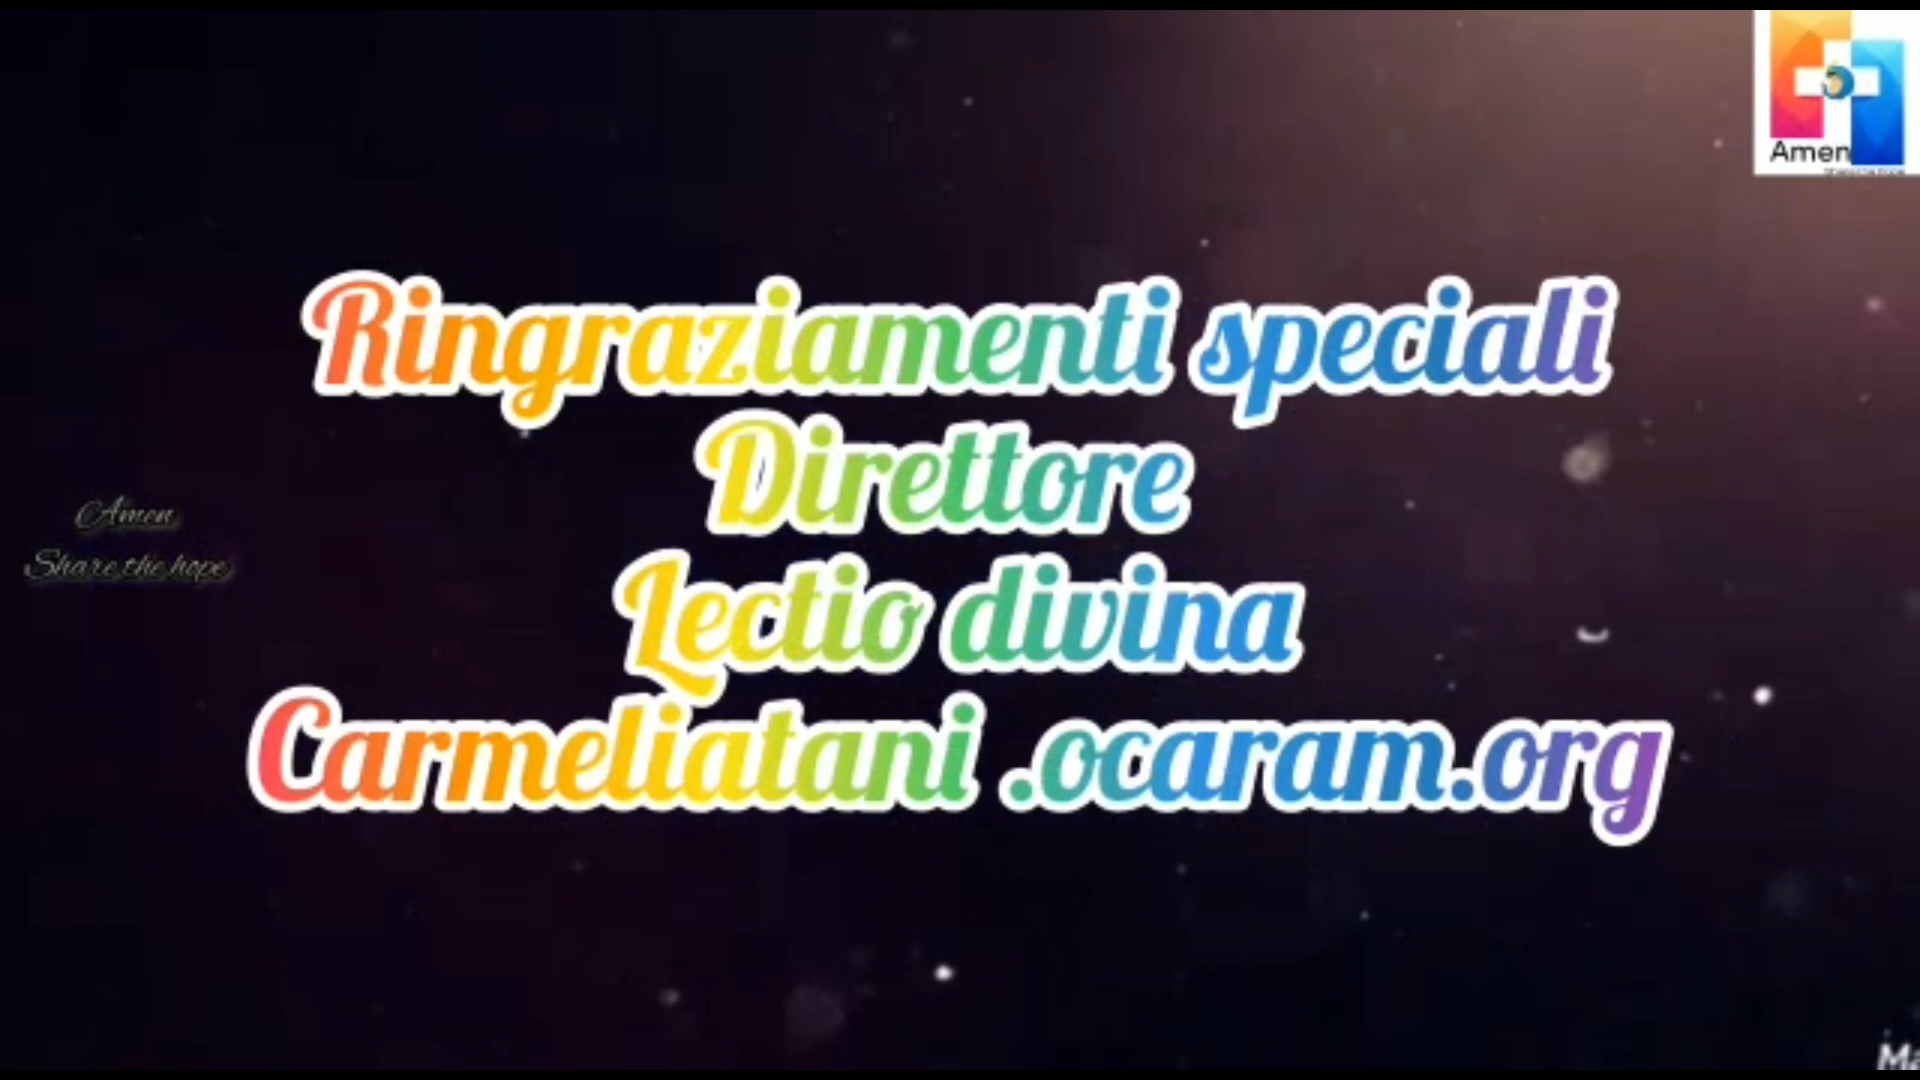 Amen
Ringraziamenti speciali
Direttore
Lectio divina
Carmeliatani .ocaram.org
Amen
Share the hope